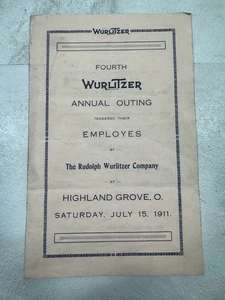 WURLITZER
FOURTH
WURLITZER
ANNUAL OUTING
TENDERED THEIR
EMPLOYES
BY
The Rudolph Wurlitzer Company
AT
HIGHLAND GROVE, O.
SATURDAY, JULY 15, 1911.